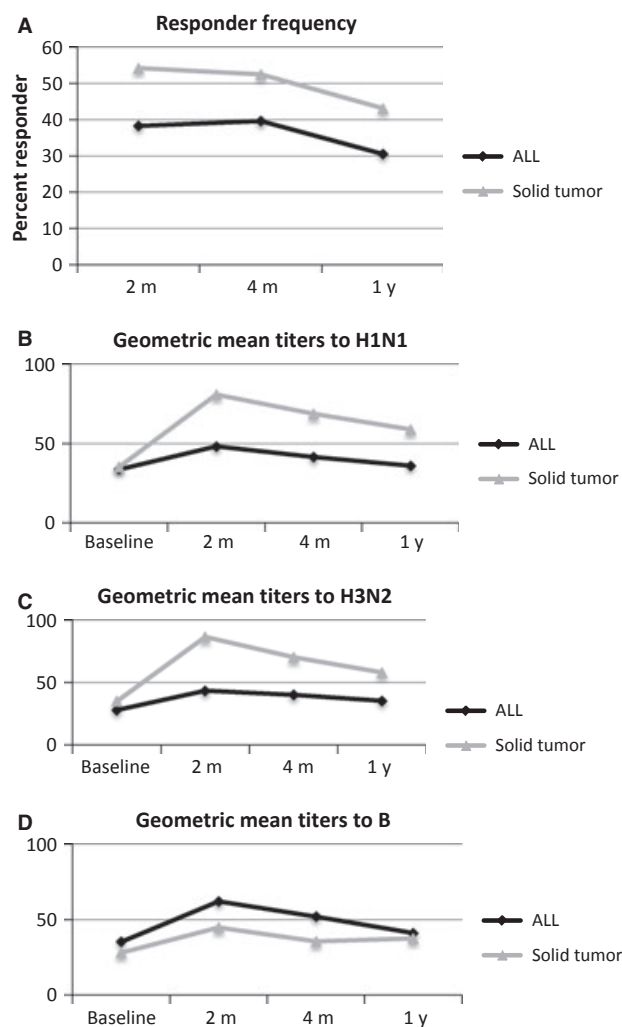 A
Responder frequency
Percent responder
60
50
40
30
20
10
0
2 m 4 m 1 y
ALL
Solid tumor
B
Geometric mean titers to H1N1
100
50
0
Baseline 2 m 4 m 1 y
ALL
Solid tumor
C
Geometric mean titers to H3N2
100
50
0
Baseline 2 m 4 m 1 y
ALL
Solid tumor
D
Geometric mean titers to B
100
50
0
Baseline 2 m 4 m 1 y
ALL
Solid tumor